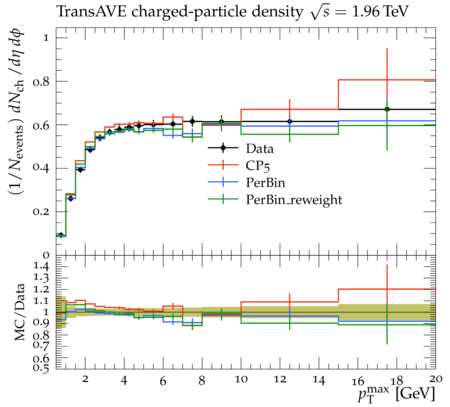 TransAVE charged-particle density √s = 1.96 TeV
(1/N_events) dN_ch/dη dϕ
1
0.8
0.6
0.4
0.2
0
Data
CP5
PerBin
PerBin_reweight
MC/Data
1.4
1.3
1.2
1.1
1
0.9
0.8
0.7
0.6
0.5
2 4 6 8 10 12 14 16 18 20
p_T^max [GeV]